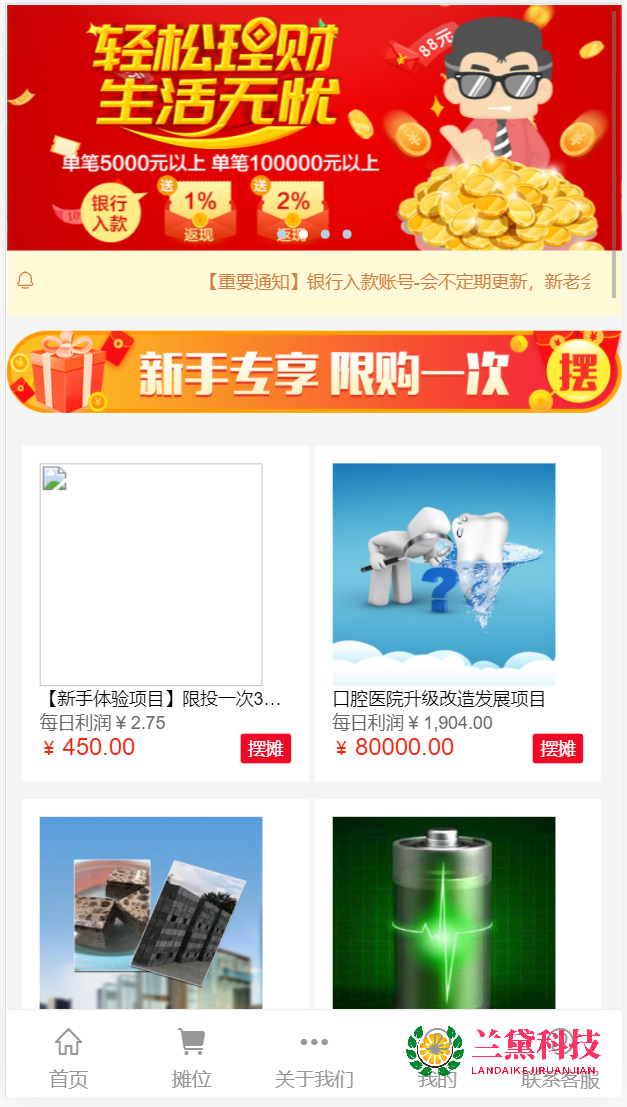 轻松理财
88元
生活无忧
单笔5000元以上 单笔100000元以上
银行
入款
送
1%
返现
送
2%
返现
【重要通知】银行入款账号-会不定期更新，新老会
新手专享 限购一次
摆
【新手体验项目】限投一次3...
每日利润 ¥ 2.75
¥ 450.00
摆摊
口腔医院升级改造发展项目
每日利润 ¥ 1,904.00
¥ 80000.00
摆摊
首页
摊位
关于我们
我的
联系客服
兰黛科技
LANDAIKEJIRUANJIAN